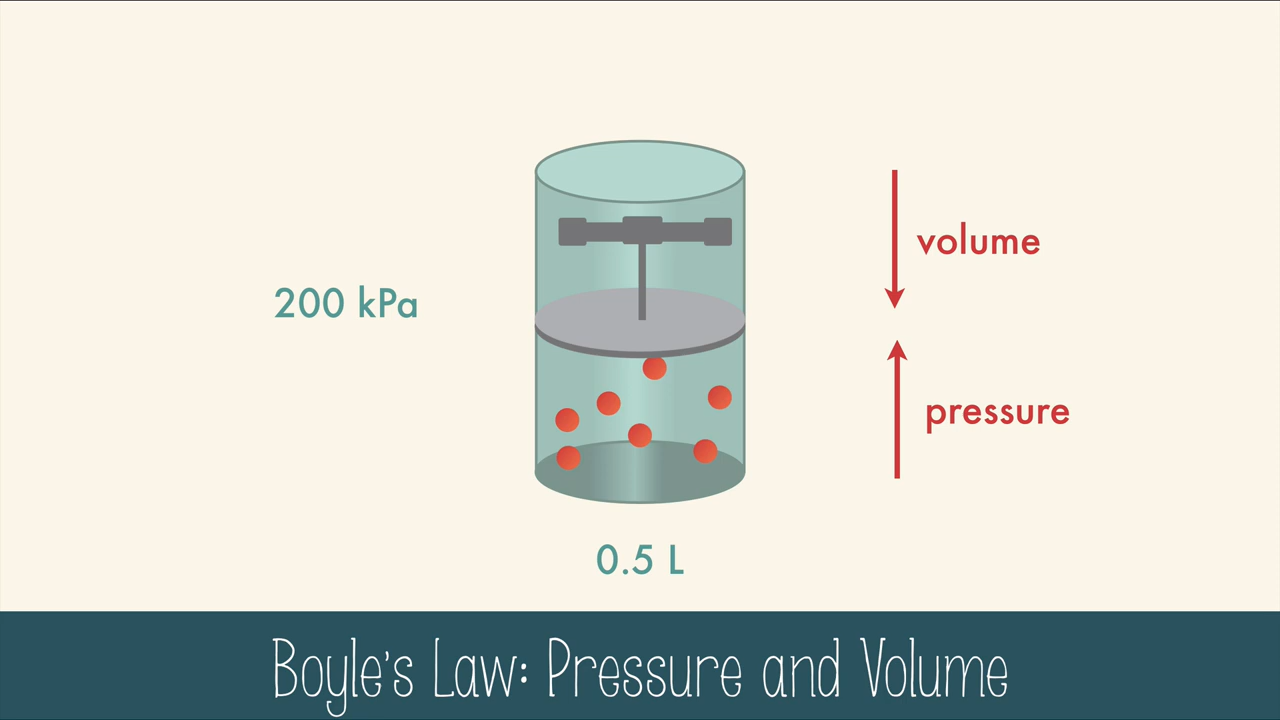 volume
200 kPa
pressure
0.5 L
Boyle's Law: Pressure and Volume